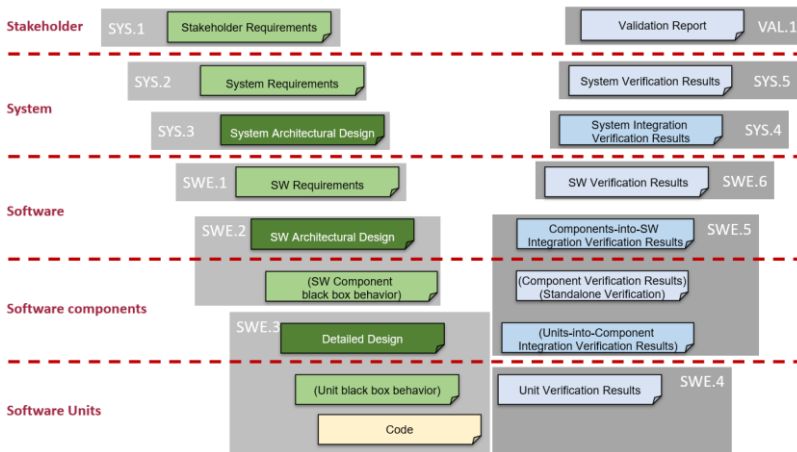 Stakeholder
SYS.1
Stakeholder Requirements
Validation Report
VAL.1
SYS.2
System Requirements
System Verification Results
SYS.5
System
SYS.3
System Architectural Design
System Integration
Verification Results
SYS.4
SWE.1
SW Requirements
SW Verification Results
SWE.6
Software
SWE.2
SW Architectural Design
Components-into-SW
Integration Verification Results
SWE.5
(SW Component
black box behavior)
(Component Verification Results)
(Standalone Verification)
Software components
SWE.3
Detailed Design
(Units-into-Component
Integration Verification Results)
(Unit black box behavior)
Unit Verification Results
SWE.4
Software Units
Code